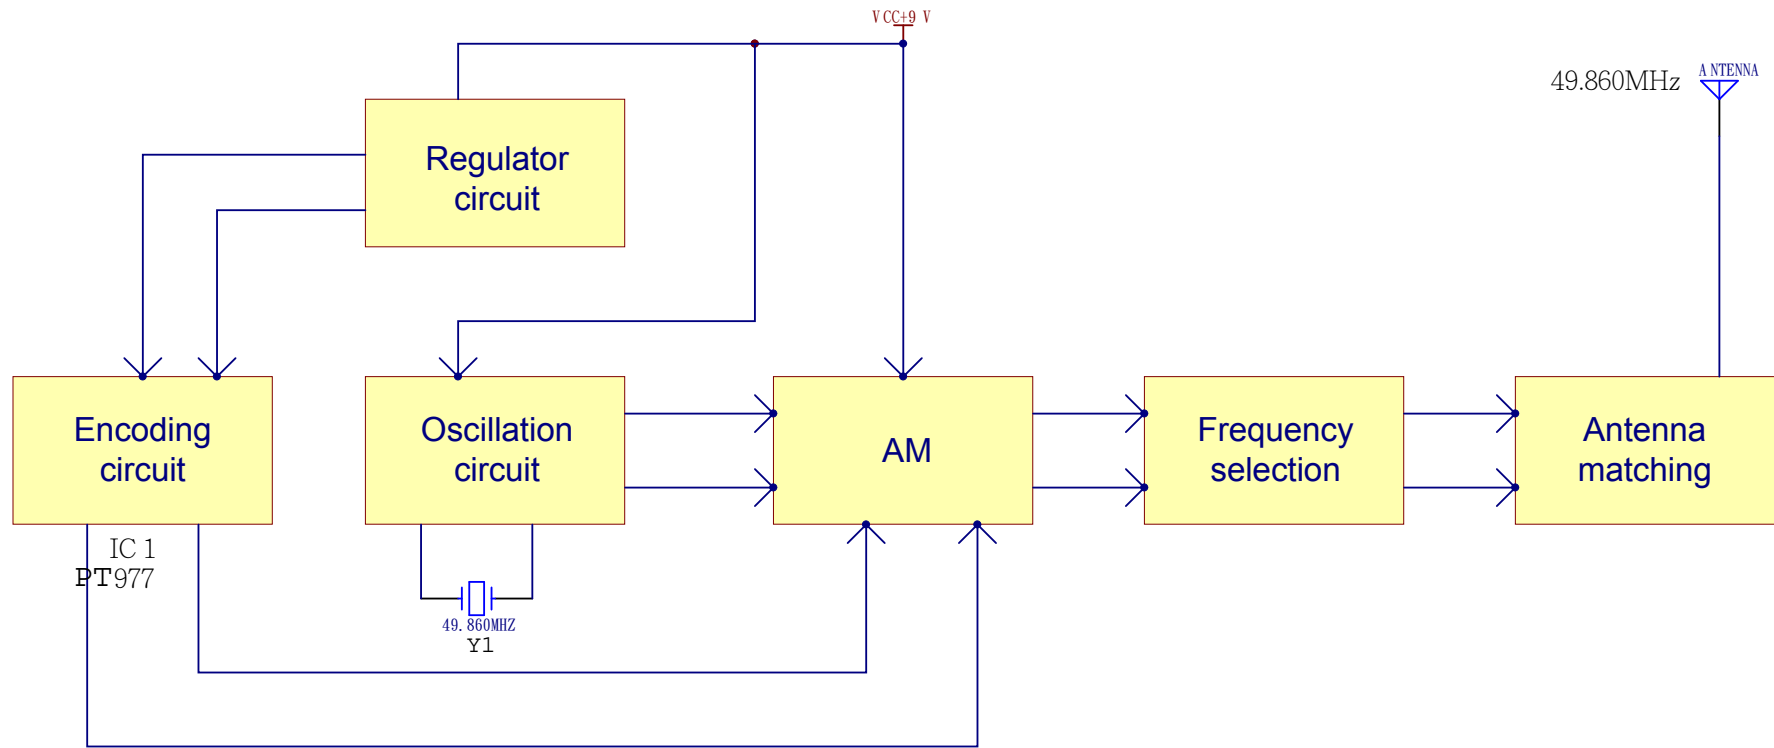 VCC+9 V
ANTENNA
49.860MHz
Regulator
circuit
Encoding
circuit
Oscillation
circuit
AM
Frequency
selection
Antenna
matching
IC 1
PT977
49.860MHZ
Y1